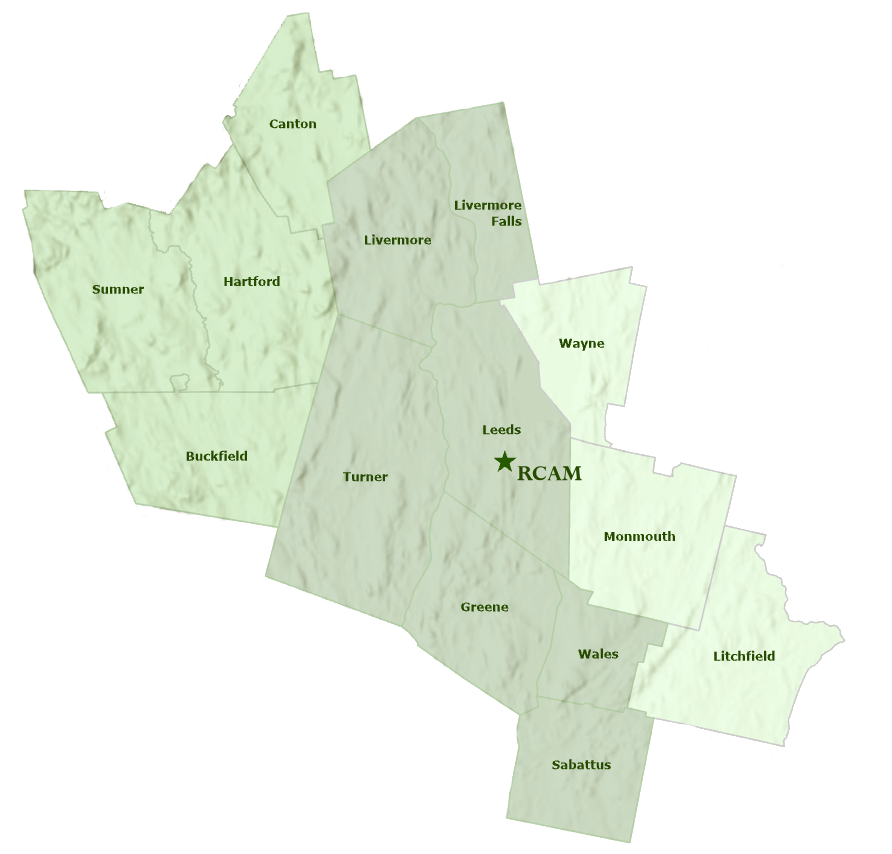 Canton
Livermore
Falls
Livermore
Hartford
Sumner
Wayne
Leeds
Buckfield
RCAM
Turner
Monmouth
Greene
Wales
Litchfield
Sabattus